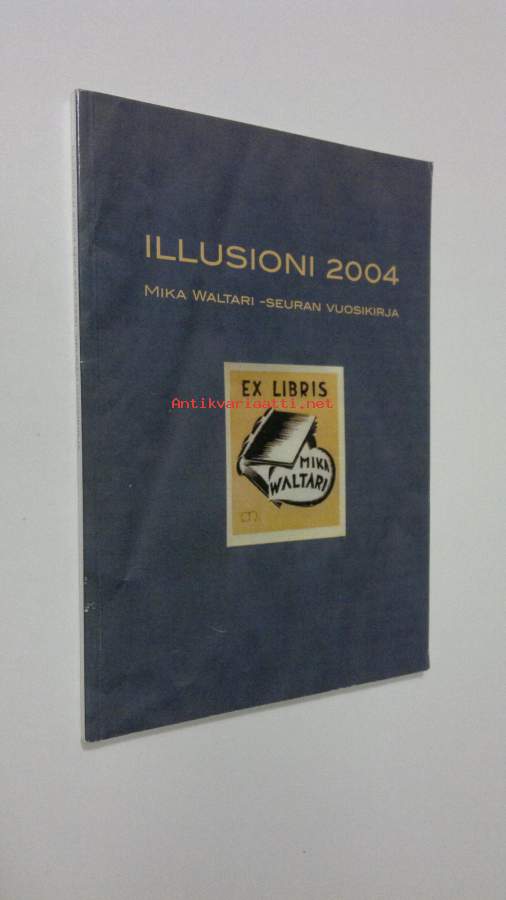 ILLUSIONI 2004
MIKA WALTARI -SEURAN VUOSIKIRJA
EX LIBRIS
Antikvariaatti.net
MIKA
WALTARI